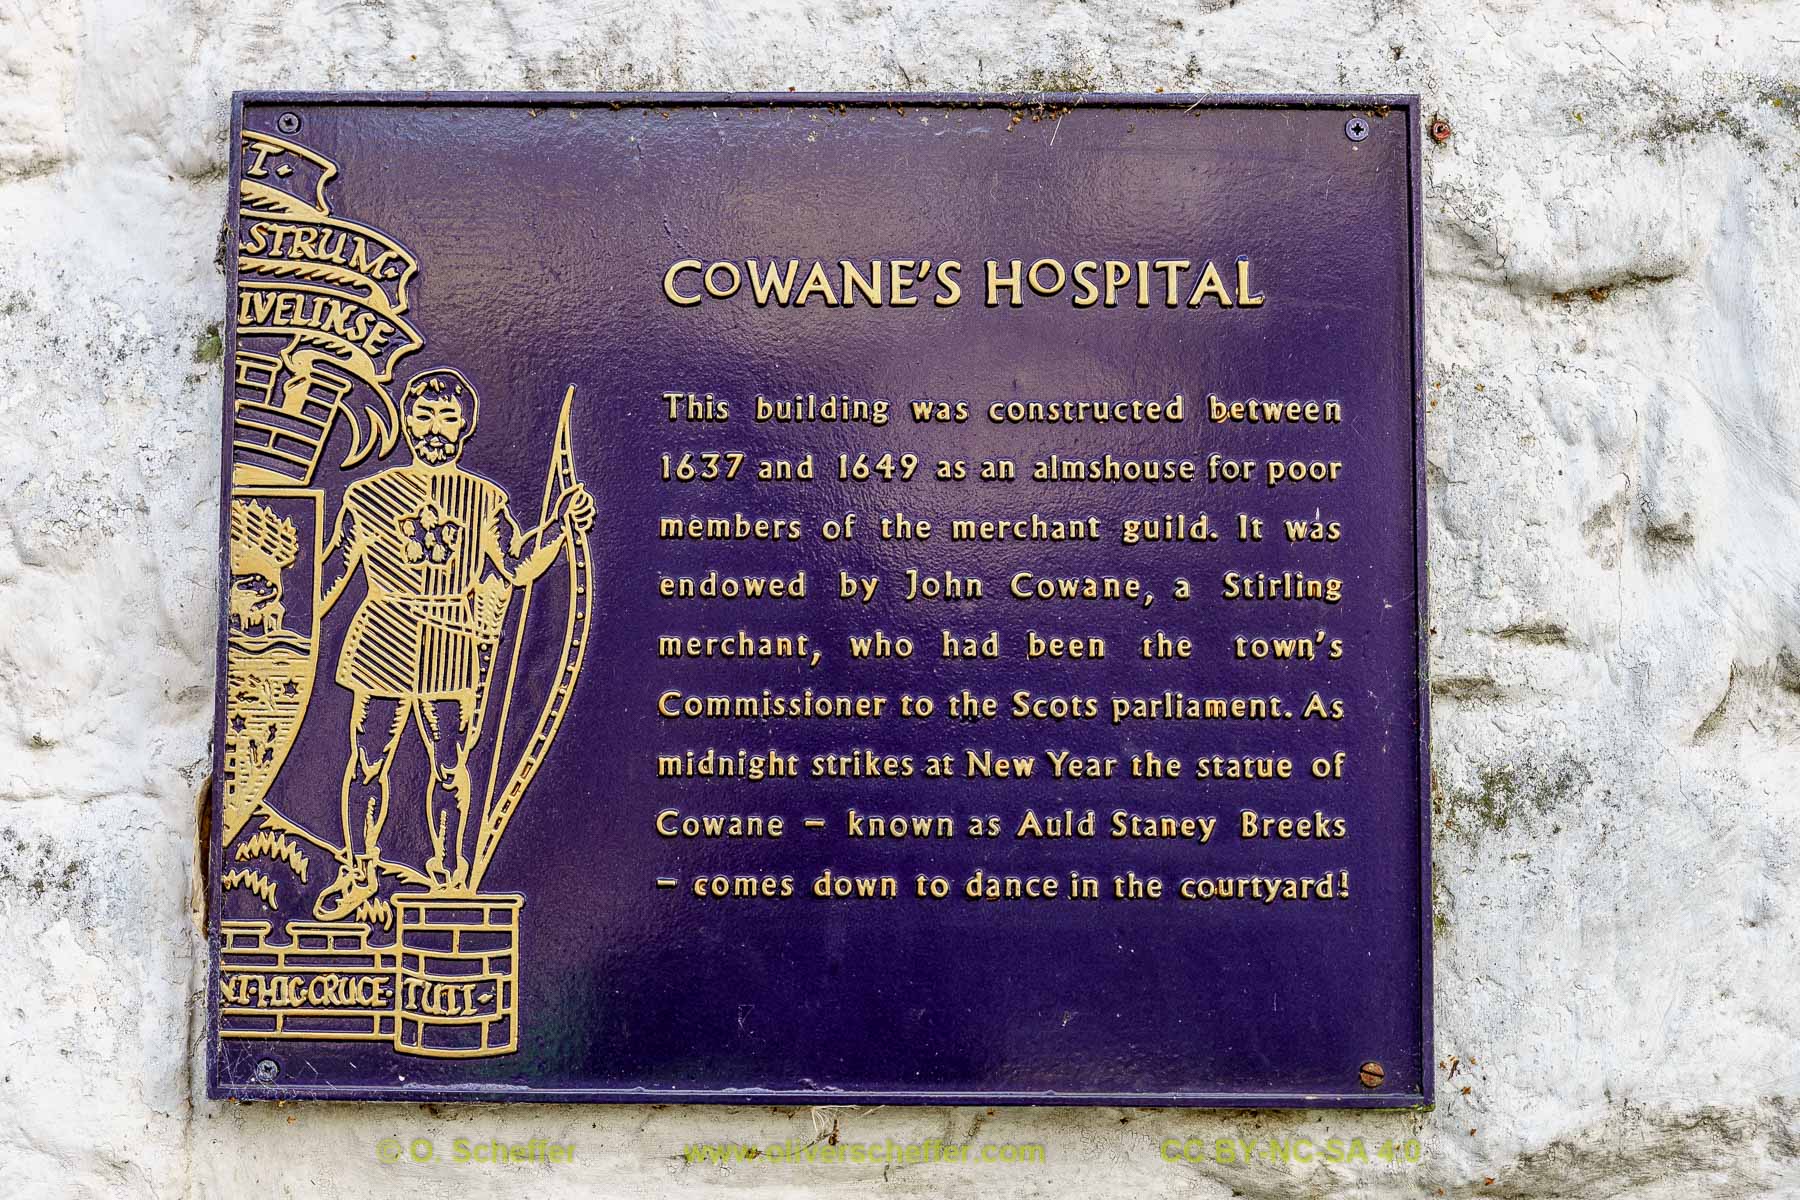 T.
STRUM.
IVELINSE
COWANE'S HOSPITAL
This building was constructed between
1637 and 1649 as an almshouse for poor
members of the merchant guild. It was
endowed by John Cowane, a Stirling
merchant, who had been the town's
Commissioner to the Scots parliament. As
midnight strikes at New Year the statue of
Cowane – known as Auld Staney Breeks
– comes down to dance in the courtyard!
NT·HIC·CRUCE·TUTI·
© O. Scheffer www.oliverscheffer.com CC BY-NC-SA 4.0